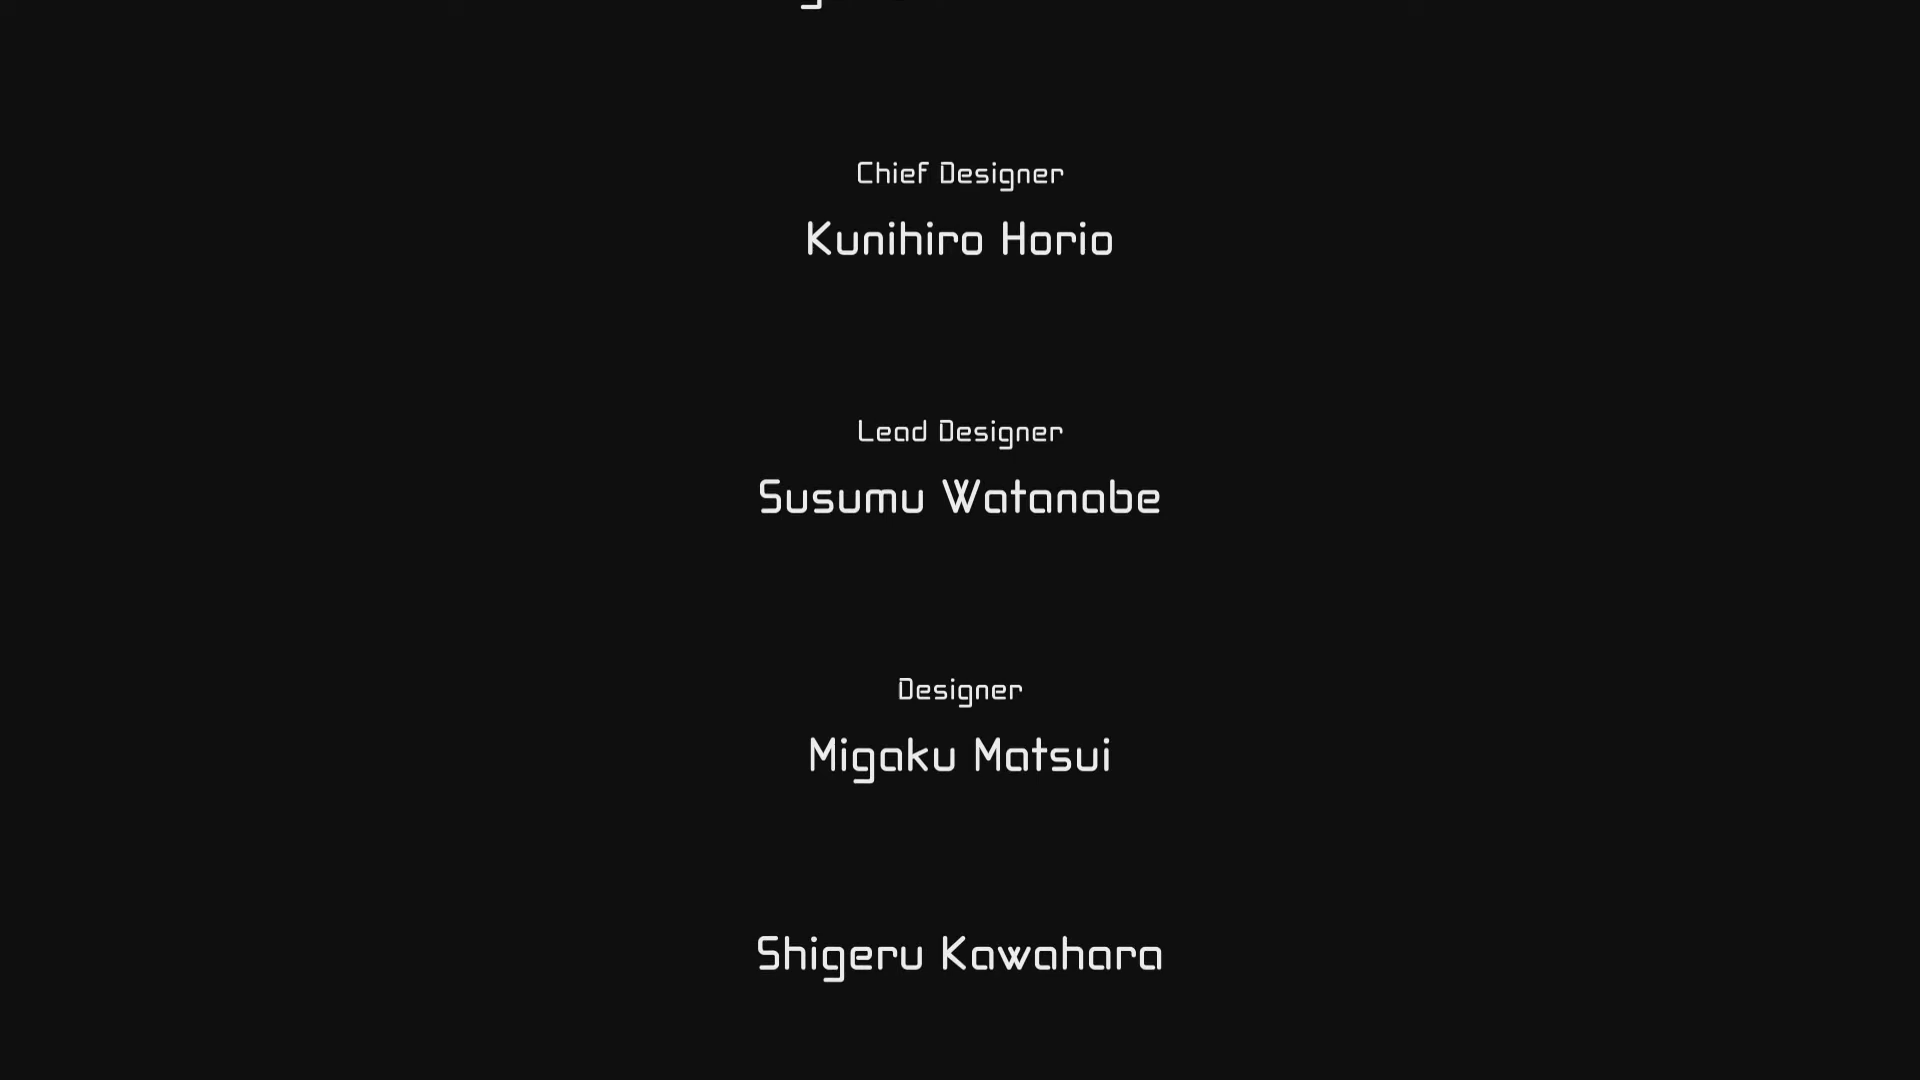 Chief Designer
Kunihiro Horio
Lead Designer
Susumu Watanabe
Designer
Migaku Matsui
Shigeru Kawahara